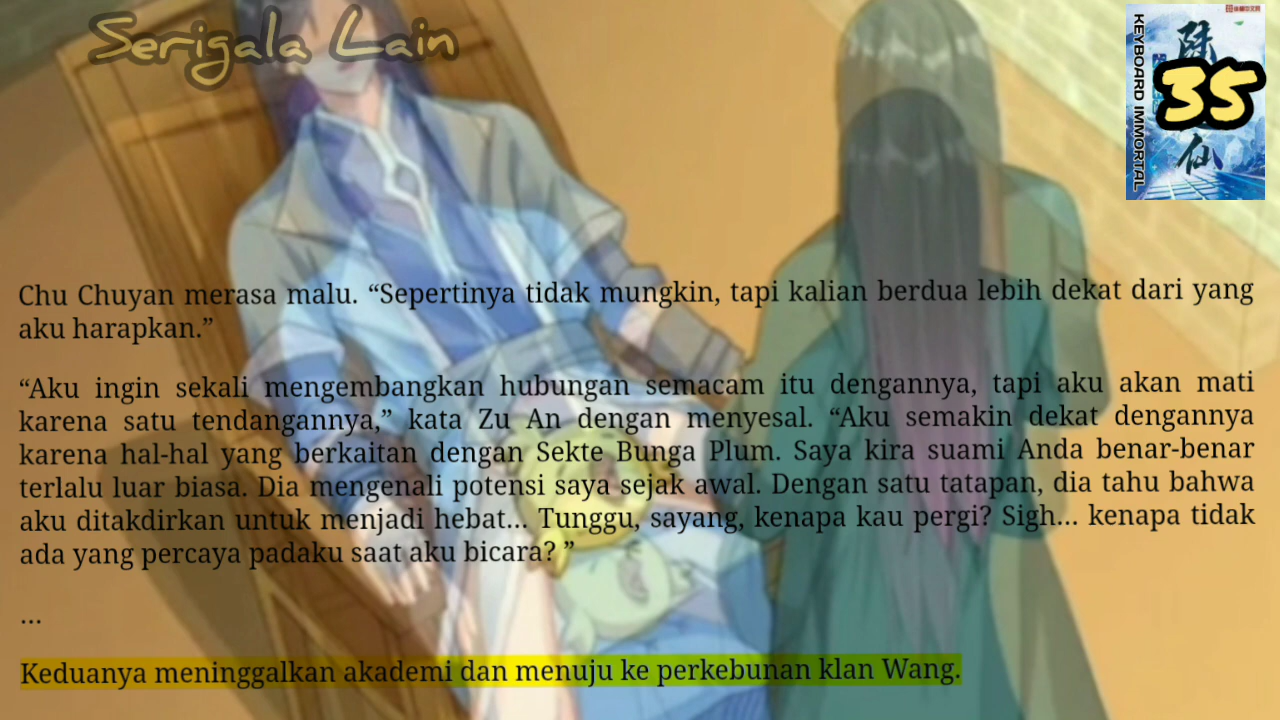 Serigala Lain
KEYBOARD IMMORTAL
35
仙
Chu Chuyan merasa malu. “Sepertinya tidak mungkin, tapi kalian berdua lebih dekat dari yang
aku harapkan.”
“Aku ingin sekali mengembangkan hubungan semacam itu dengannya, tapi aku akan mati
karena satu tendangannya,” kata Zu An dengan menyesal. “Aku semakin dekat dengannya
karena hal-hal yang berkaitan dengan Sekte Bunga Plum. Saya kira suami Anda benar-benar
terlalu luar biasa. Dia mengenali potensi saya sejak awal. Dengan satu tatapan, dia tahu bahwa
aku ditakdirkan untuk menjadi hebat… Tunggu, sayang, kenapa kau pergi? Sigh… kenapa tidak
ada yang percaya padaku saat aku bicara? ”
…
Keduanya meninggalkan akademi dan menuju ke perkebunan klan Wang.